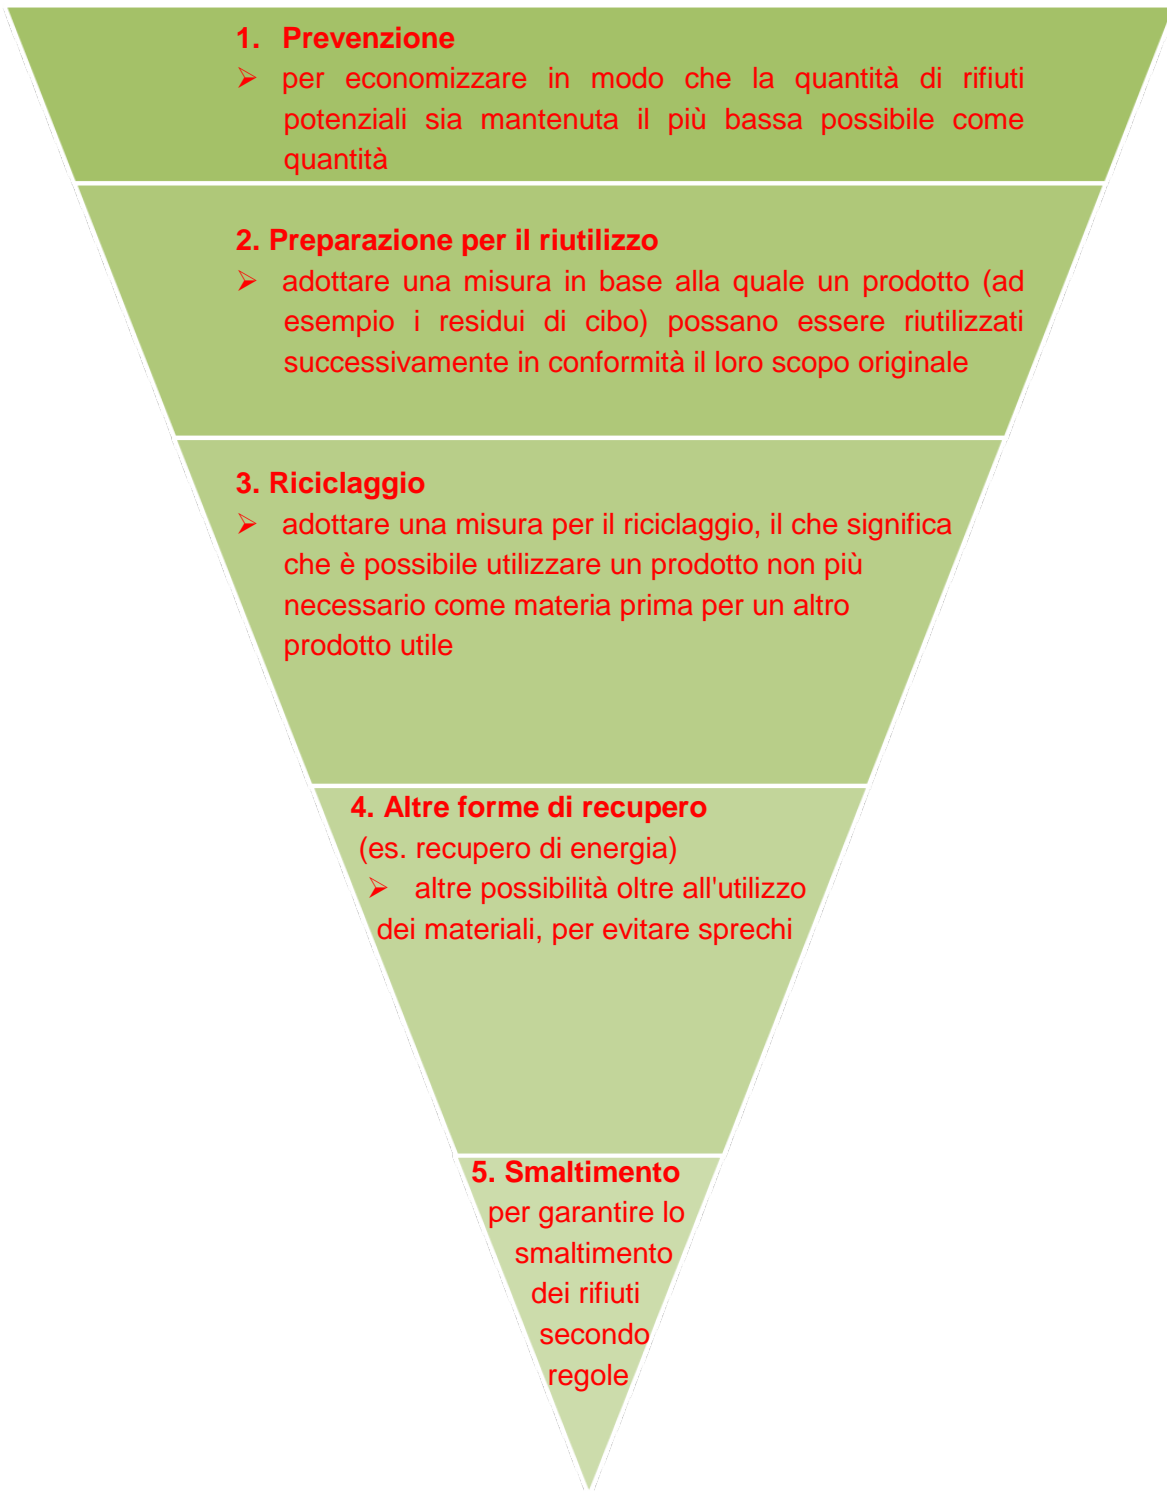 1. Prevenzione
➢ per economizzare in modo che la quantità di rifiuti
potenziali sia mantenuta il più bassa possibile come
quantità
2. Preparazione per il riutilizzo
➢ adottare una misura in base alla quale un prodotto (ad
esempio i residui di cibo) possano essere riutilizzati
successivamente in conformità il loro scopo originale
3. Riciclaggio
➢ adottare una misura per il riciclaggio, il che significa
che è possibile utilizzare un prodotto non più
necessario come materia prima per un altro
prodotto utile
4. Altre forme di recupero
(es. recupero di energia)
➢ altre possibilità oltre all'utilizzo
dei materiali, per evitare sprechi
5. Smaltimento
per garantire lo
smaltimento
dei rifiuti
secondo
regole